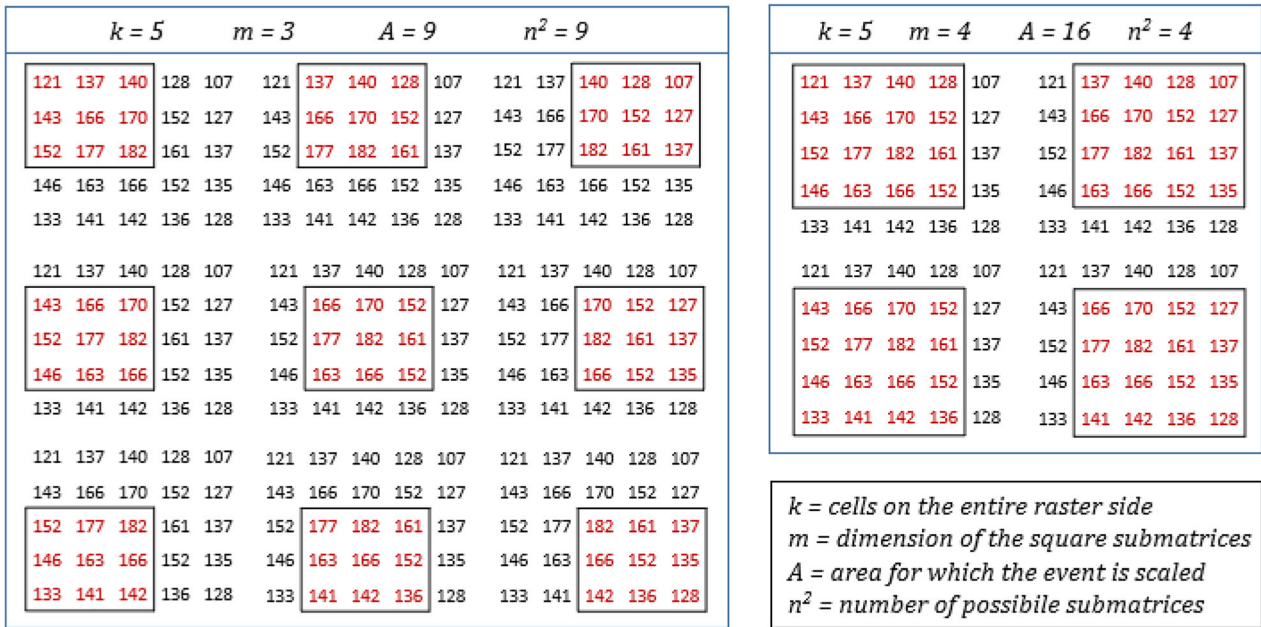 k = 5 m = 3 A = 9 n² = 9
121 137 140 128 107 121 137 140 128 107 121 137 140 128 107
143 166 170 152 127 143 166 170 152 127 143 166 170 152 127
152 177 182 161 137 152 177 182 161 137 152 177 182 161 137
146 163 166 152 135 146 163 166 152 135 146 163 166 152 135
133 141 142 136 128 133 141 142 136 128 133 141 142 136 128
121 137 140 128 107 121 137 140 128 107 121 137 140 128 107
143 166 170 152 127 143 166 170 152 127 143 166 170 152 127
152 177 182 161 137 152 177 182 161 137 152 177 182 161 137
146 163 166 152 135 146 163 166 152 135 146 163 166 152 135
133 141 142 136 128 133 141 142 136 128 133 141 142 136 128
121 137 140 128 107 121 137 140 128 107 121 137 140 128 107
143 166 170 152 127 143 166 170 152 127 143 166 170 152 127
152 177 182 161 137 152 177 182 161 137 152 177 182 161 137
146 163 166 152 135 146 163 166 152 135 146 163 166 152 135
133 141 142 136 128 133 141 142 136 128 133 141 142 136 128
k = 5 m = 4 A = 16 n² = 4
121 137 140 128 107 121 137 140 128 107
143 166 170 152 127 143 166 170 152 127
152 177 182 161 137 152 177 182 161 137
146 163 166 152 135 146 163 166 152 135
133 141 142 136 128 133 141 142 136 128
121 137 140 128 107 121 137 140 128 107
143 166 170 152 127 143 166 170 152 127
152 177 182 161 137 152 177 182 161 137
146 163 166 152 135 146 163 166 152 135
133 141 142 136 128 133 141 142 136 128
k = cells on the entire raster side
m = dimension of the square submatrices
A = area for which the event is scaled
n² = number of possibile submatrices